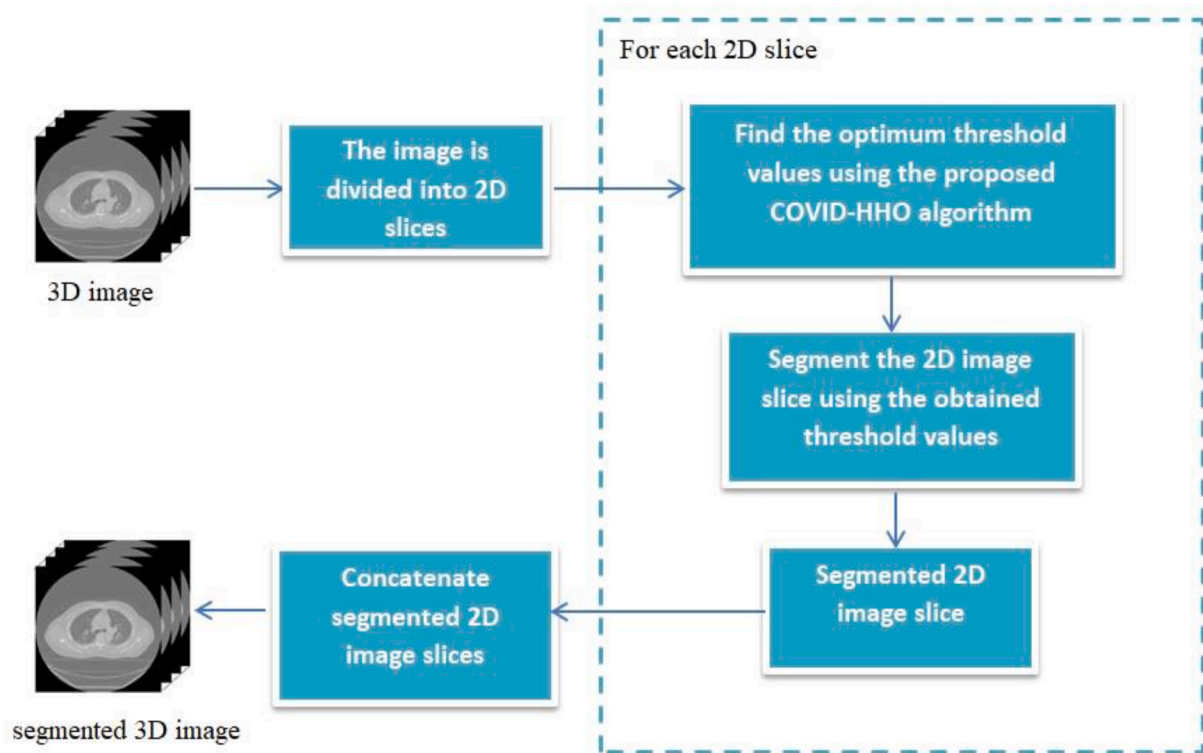 For each 2D slice
3D image
The image is
divided into 2D
slices
Find the optimum threshold
values using the proposed
COVID-HHO algorithm
Segment the 2D image
slice using the obtained
threshold values
Segmented 2D
image slice
Concatenate
segmented 2D
image slices
segmented 3D image